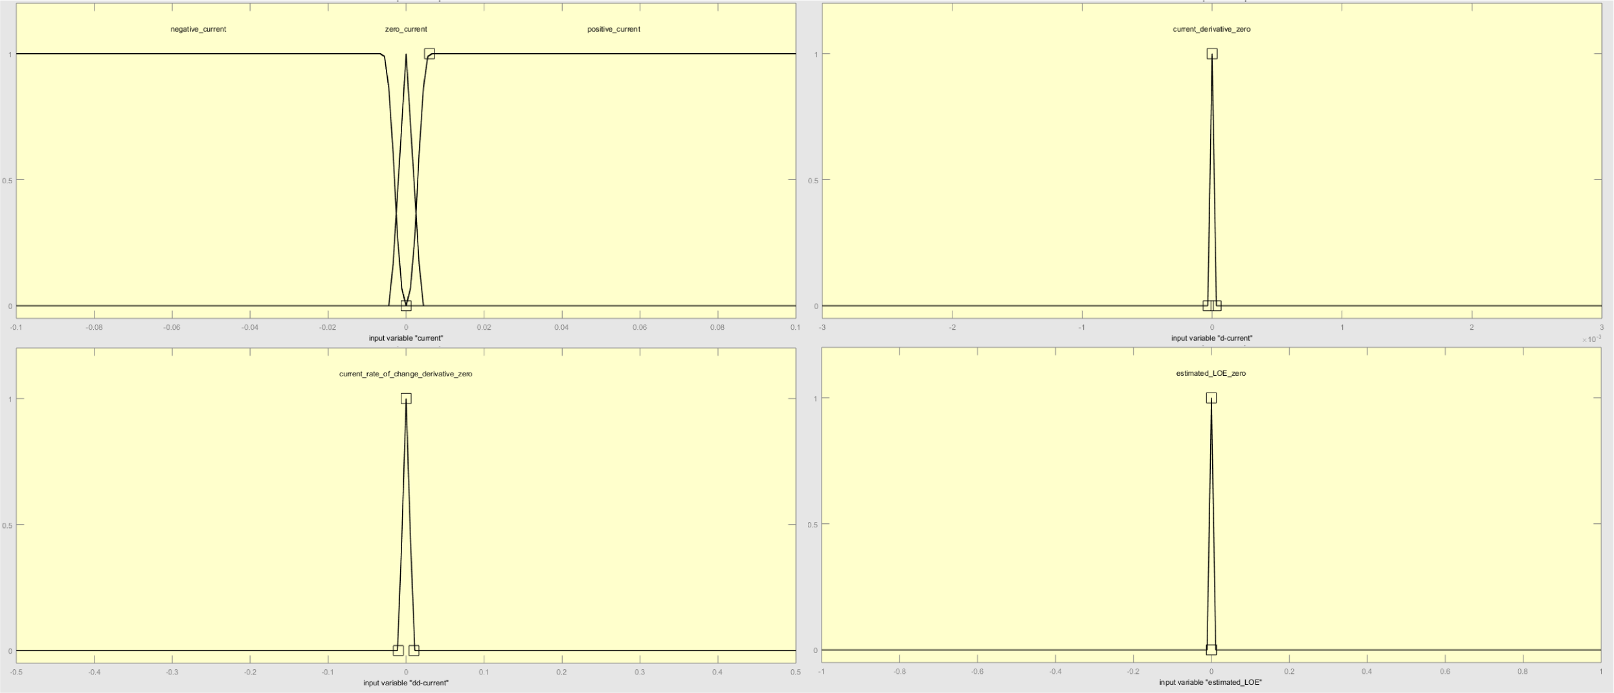 negative_current zero_current positive_current
1
0.5
0
-0.1 -0.08 -0.06 -0.04 -0.02 0 0.02 0.04 0.06 0.08 0.1
input variable "current"
current_derivative_zero
1
0.5
0
-3 -2 -1 0 1 2 3
×10⁻³
input variable "d-current"
current_rate_of_change_derivative_zero
1
0.5
0
-0.5 -0.4 -0.3 -0.2 -0.1 0 0.1 0.2 0.3 0.4 0.5
input variable "dd-current"
estimated_LOE_zero
1
0.5
0
-1 -0.8 -0.6 -0.4 -0.2 0 0.2 0.4 0.6 0.8 1
input variable "estimated_LOE"